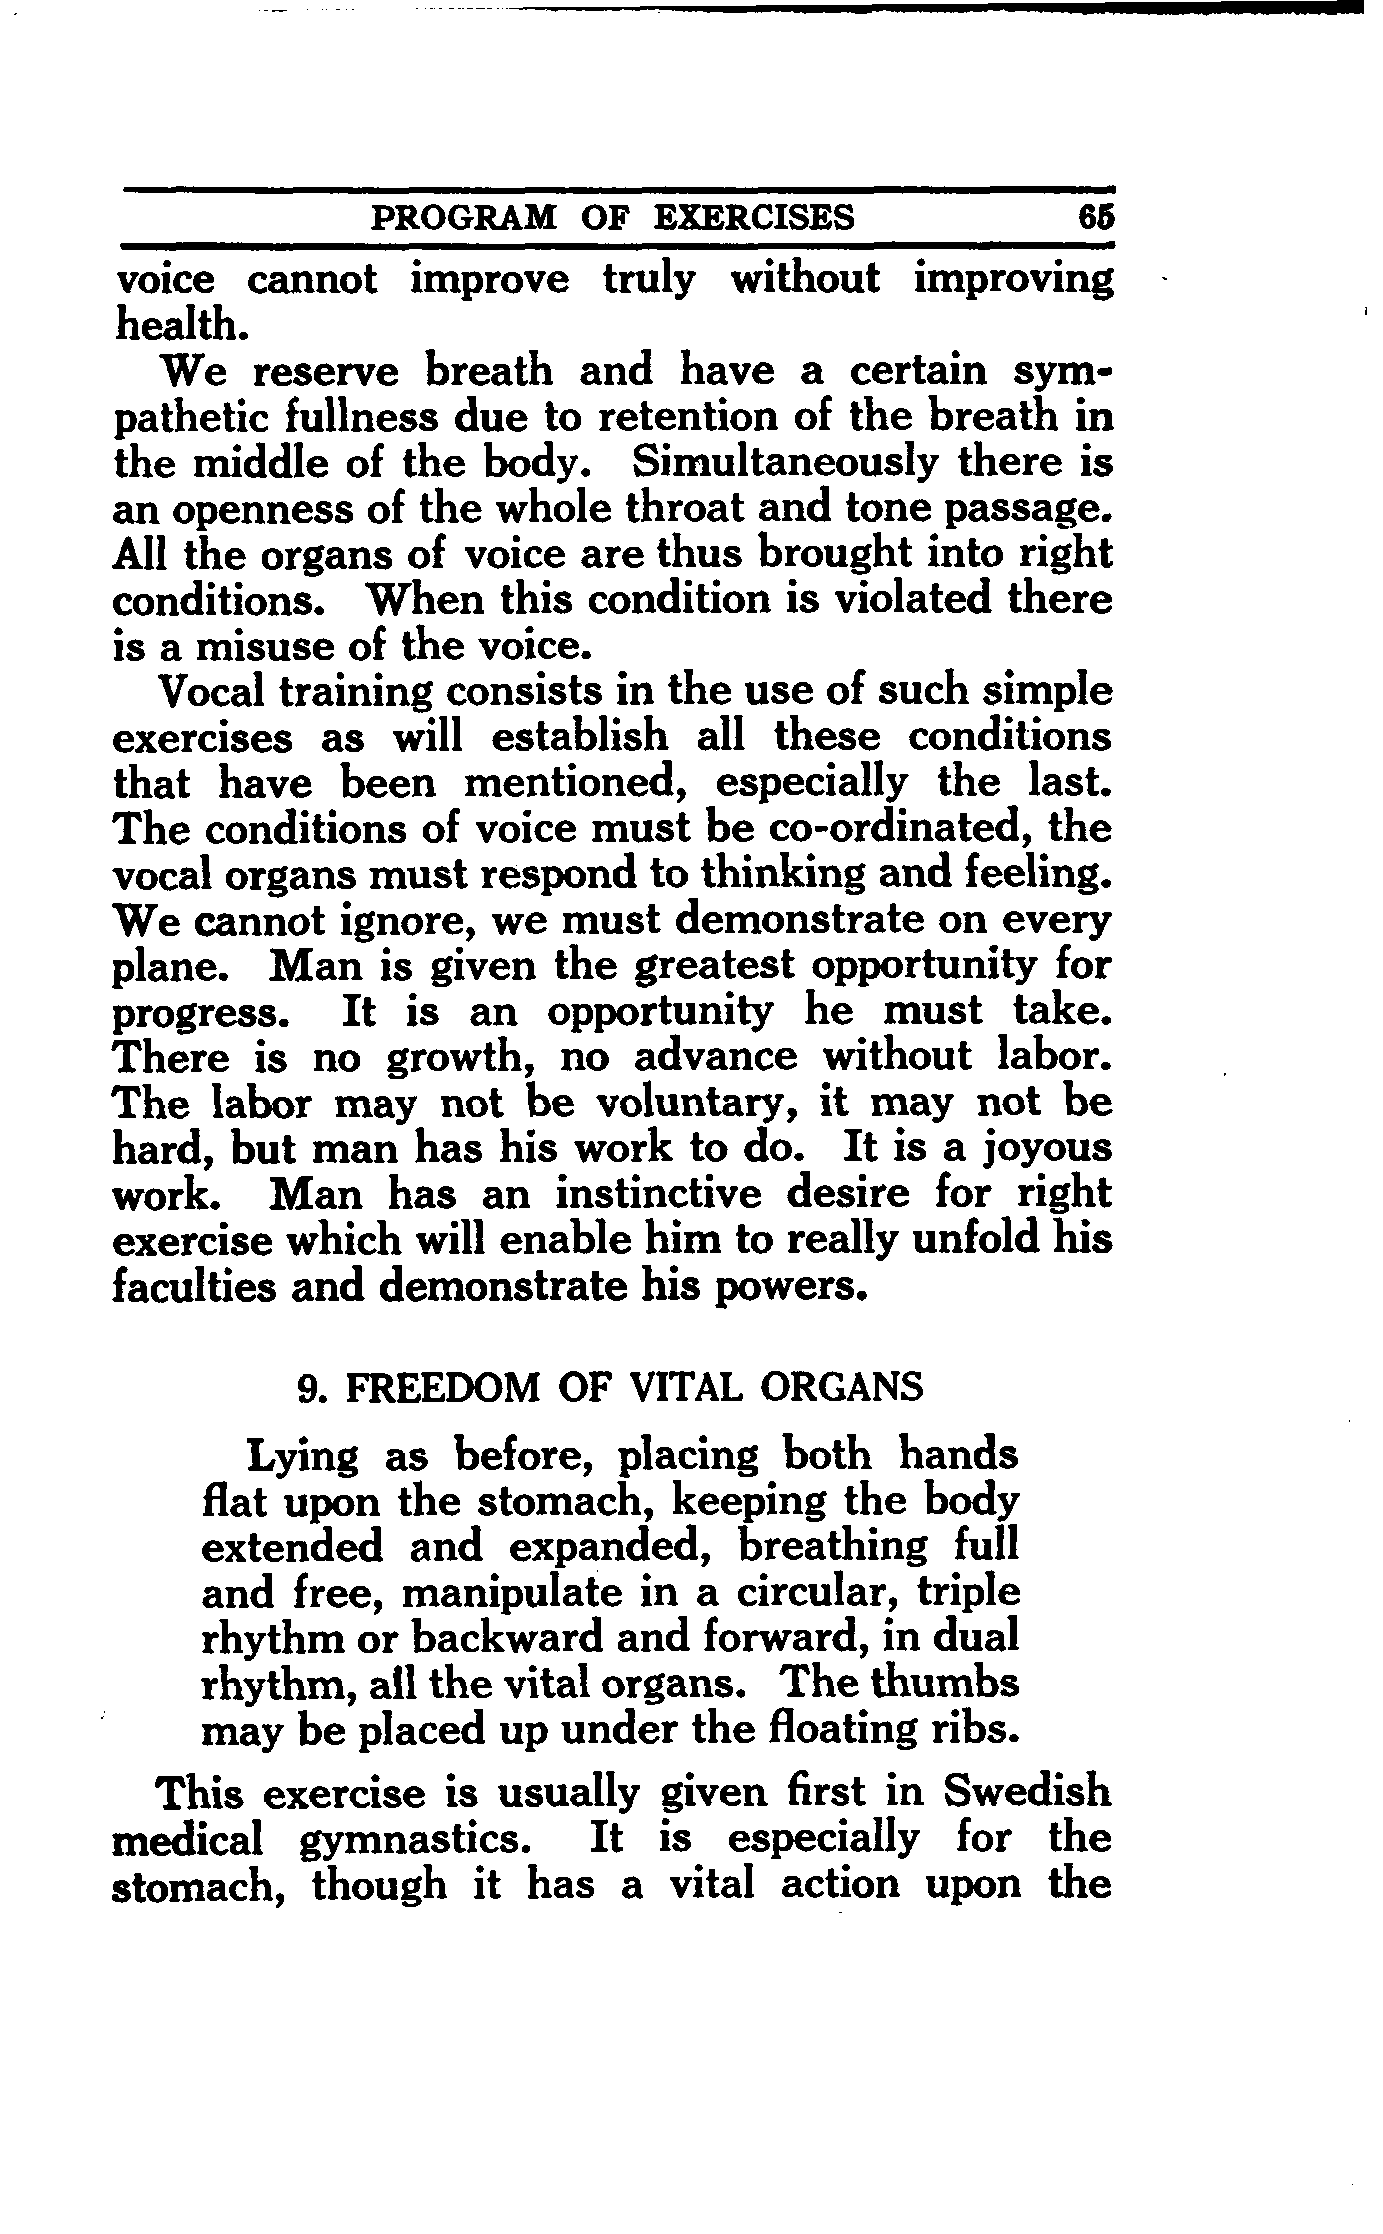 PROGRAM OF EXERCISES 65
voice cannot improve truly without improving
health.
We reserve breath and have a certain sym-
pathetic fullness due to retention of the breath in
the middle of the body. Simultaneously there is
an openness of the whole throat and tone passage.
All the organs of voice are thus brought into right
conditions. When this condition is violated there
is a misuse of the voice.
Vocal training consists in the use of such simple
exercises as will establish all these conditions
that have been mentioned, especially the last.
The conditions of voice must be co-ordinated, the
vocal organs must respond to thinking and feeling.
We cannot ignore, we must demonstrate on every
plane. Man is given the greatest opportunity for
progress. It is an opportunity he must take.
There is no growth, no advance without labor.
The labor may not be voluntary, it may not be
hard, but man has his work to do. It is a joyous
work. Man has an instinctive desire for right
exercise which will enable him to really unfold his
faculties and demonstrate his powers.
9. FREEDOM OF VITAL ORGANS
Lying as before, placing both hands
flat upon the stomach, keeping the body
extended and expanded, breathing full
and free, manipulate in a circular, triple
rhythm or backward and forward, in dual
rhythm, all the vital organs. The thumbs
may be placed up under the floating ribs.
This exercise is usually given first in Swedish
medical gymnastics. It is especially for the
stomach, though it has a vital action upon the